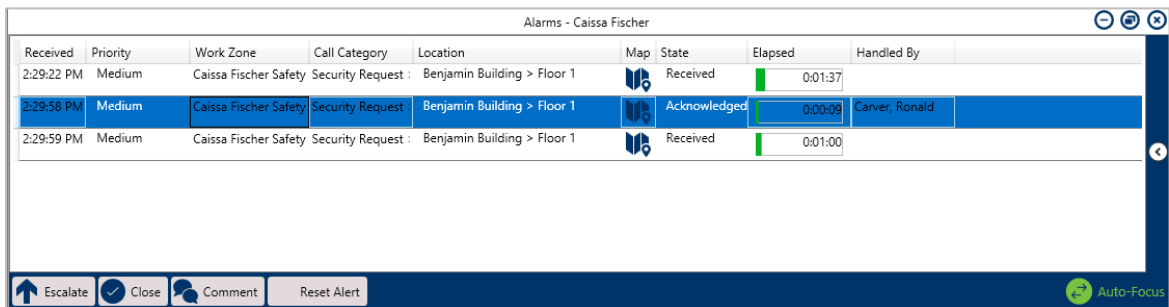 Alarms - Caissa Fischer
Received Priority Work Zone Call Category Location Map State Elapsed Handled By
2:29:22 PM Medium Caissa Fischer Safety Security Request : Benjamin Building > Floor 1 Received 0:01:37
2:29:58 PM Medium Caissa Fischer Safety Security Request : Benjamin Building > Floor 1 Acknowledged 0:00:09 Carver, Ronald
2:29:59 PM Medium Caissa Fischer Safety Security Request : Benjamin Building > Floor 1 Received 0:01:00
Escalate Close Comment Reset Alert Auto-Focus